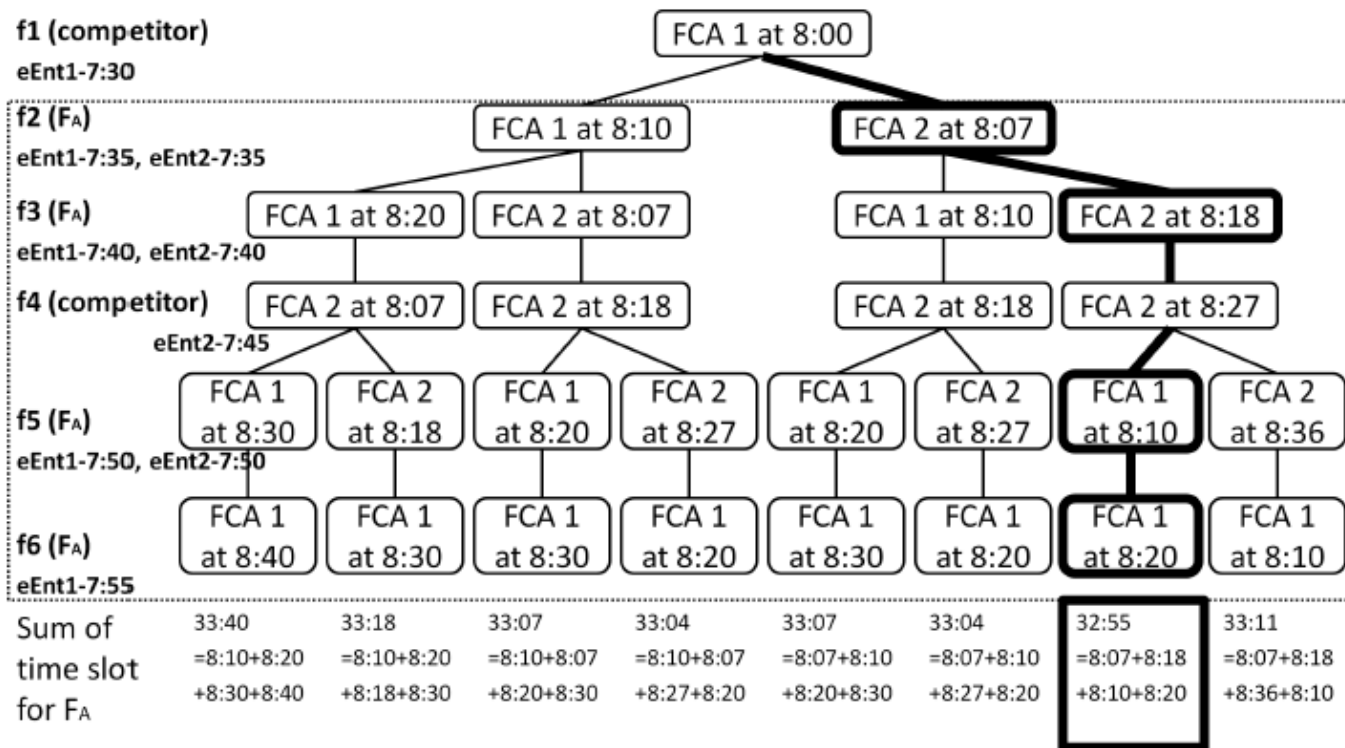 f1 (competitor)
FCA 1 at 8:00
eEnt1-7:30
f2 (FA)
FCA 1 at 8:10
FCA 2 at 8:07
eEnt1-7:35, eEnt2-7:35
f3 (FA)
FCA 1 at 8:20
FCA 2 at 8:07
FCA 1 at 8:10
FCA 2 at 8:18
eEnt1-7:40, eEnt2-7:40
f4 (competitor)
FCA 2 at 8:07
FCA 2 at 8:18
FCA 2 at 8:18
FCA 2 at 8:27
eEnt2-7:45
f5 (FA)
FCA 1
at 8:30
FCA 2
at 8:18
FCA 1
at 8:20
FCA 2
at 8:27
FCA 1
at 8:20
FCA 2
at 8:27
FCA 1
at 8:10
FCA 2
at 8:36
eEnt1-7:50, eEnt2-7:50
f6 (FA)
FCA 1
at 8:40
FCA 1
at 8:30
FCA 1
at 8:30
FCA 1
at 8:20
FCA 1
at 8:30
FCA 1
at 8:20
FCA 1
at 8:20
FCA 1
at 8:10
eEnt1-7:55
Sum of
time slot
for FA
33:40
=8:10+8:20
+8:30+8:40
33:18
=8:10+8:20
+8:18+8:30
33:07
=8:10+8:07
+8:20+8:30
33:04
=8:10+8:07
+8:27+8:20
33:07
=8:07+8:10
+8:20+8:30
33:04
=8:07+8:10
+8:27+8:20
32:55
=8:07+8:18
+8:10+8:20
33:11
=8:07+8:18
+8:36+8:10